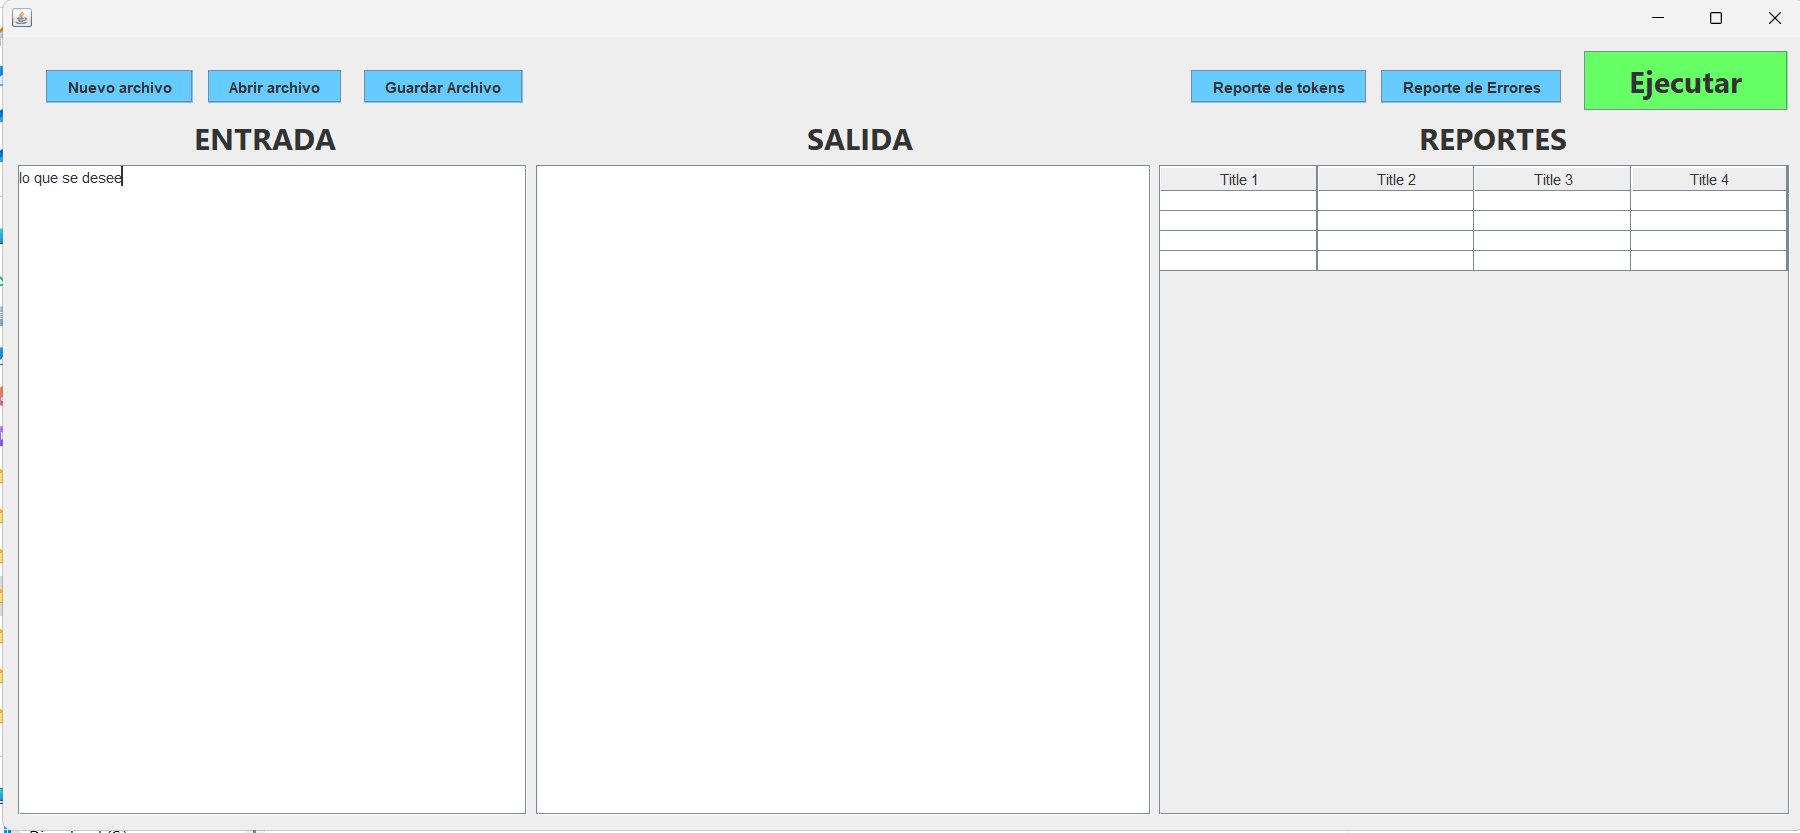 Nuevo archivo
Abrir archivo
Guardar Archivo
Reporte de tokens
Reporte de Errores
Ejecutar
ENTRADA
SALIDA
REPORTES
lo que se desee
Title 1
Title 2
Title 3
Title 4